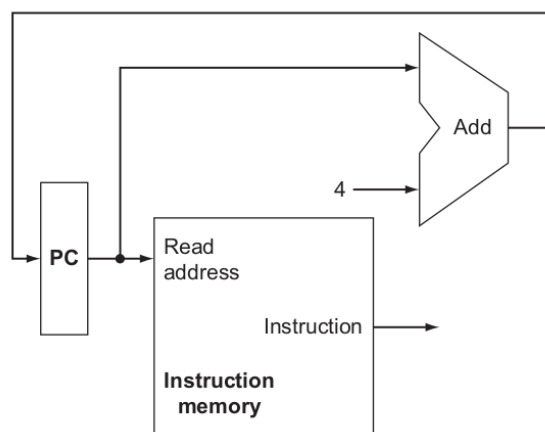 Add
4
PC
Read
address
Instruction
Instruction
memory